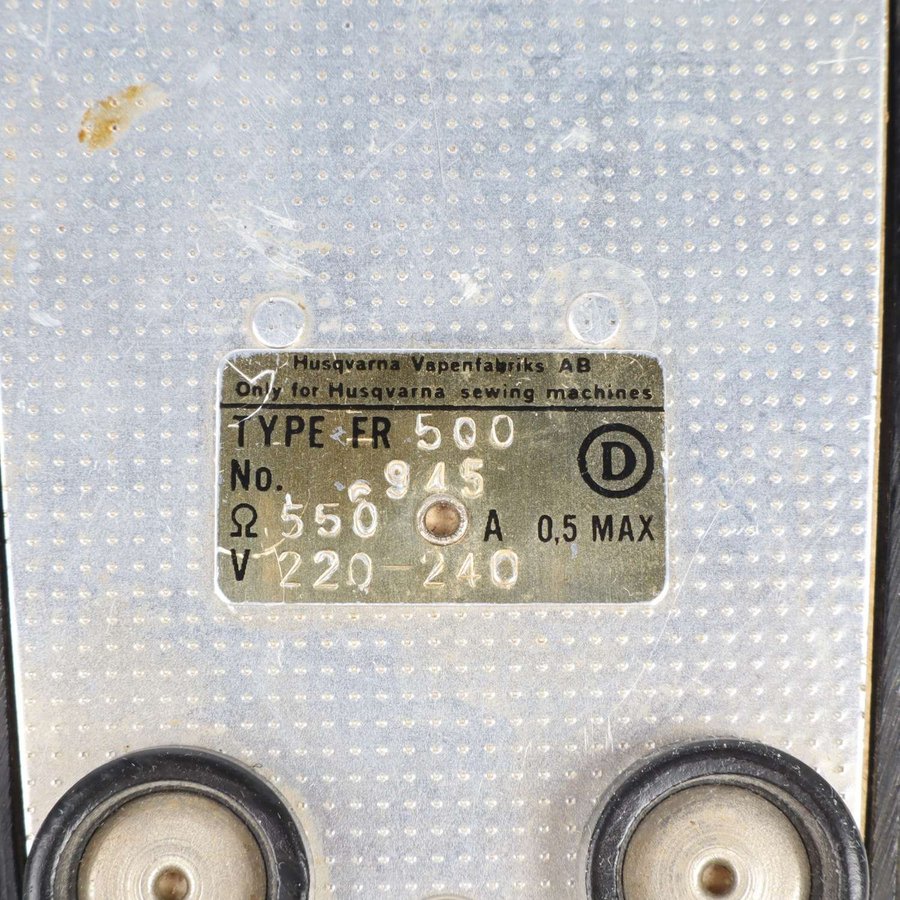 Husqvarna Vapenfabriks AB
Only for Husqvarna sewing machines
TYPE FR 500
D
No. 945
Ω 550 A 0,5 MAX
V 220-240